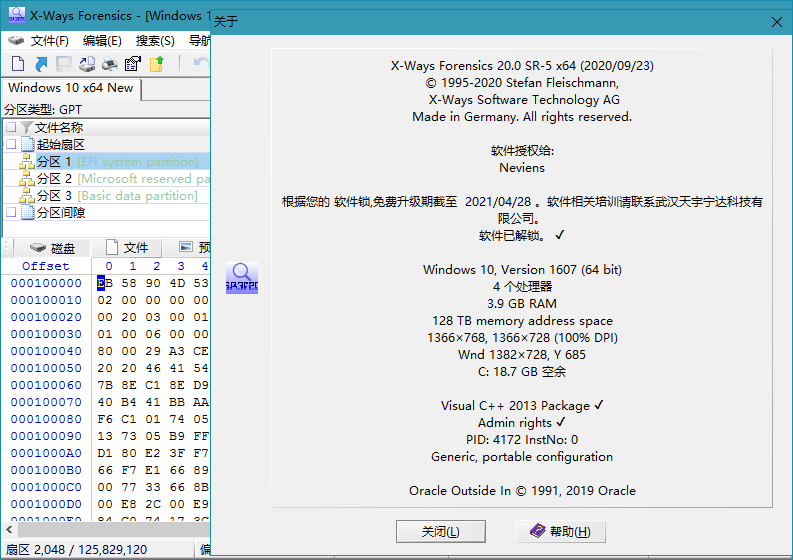 X-Ways Forensics - [Windows 1
文件(F) 编辑(E) 搜索(S) 导航
Windows 10 x64 New
分区类型: GPT
文件名称
起始扇区
分区 1 [EFI system partition]
分区 2 [Microsoft reserved pa
分区 3 [Basic data partition]
分区间隙
磁盘 文件 预
Offset 0 1 2 3 4
000100000 EB 58 90 4D 53
000100010 02 00 00 00 00
000100020 00 20 03 00 01
000100030 01 00 06 00 00
000100040 80 00 29 A3 CE
000100050 20 20 46 41 54
000100060 7B 8E C1 8E D9
000100070 40 B4 41 BB AA
000100080 F6 C1 01 74 05
000100090 13 73 05 B9 FF
0001000A0 D1 80 E2 3F F7
0001000B0 66 F7 E1 66 89
0001000C0 00 77 33 66 8B
0001000D0 00 E8 2C 00 E9
0001000E0 84 C0 74 17 3C
扇区 2,048 / 125,829,120 偏
关于
X-Ways Forensics 20.0 SR-5 x64 (2020/09/23)
© 1995-2020 Stefan Fleischmann,
X-Ways Software Technology AG
Made in Germany. All rights reserved.
软件授权给:
Neviens
根据您的 软件锁,免费升级期截至 2021/04/28 。软件相关培训请联系武汉天宇宁达科技有
限公司。
软件已解锁。✓
Windows 10, Version 1607 (64 bit)
4 个处理器
3.9 GB RAM
128 TB memory address space
1366×768, 1366×728 (100% DPI)
Wnd 1382×728, Y 685
C: 18.7 GB 空余
Visual C++ 2013 Package ✓
Admin rights ✓
PID: 4172 InstNo: 0
Generic, portable configuration
Oracle Outside In © 1991, 2019 Oracle
关闭(L) 帮助(H)